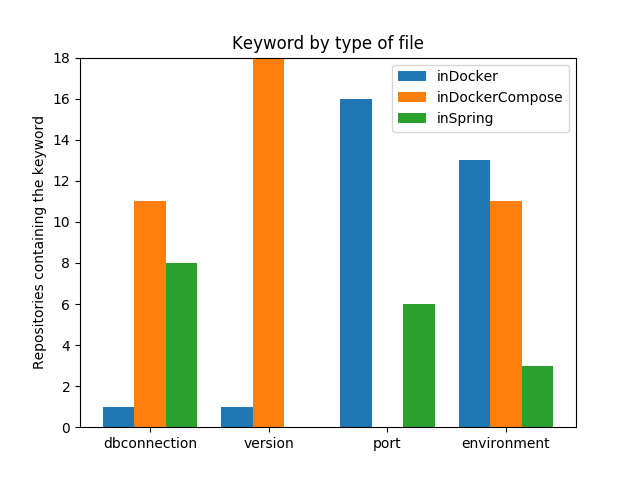 Keyword by type of file
Repositories containing the keyword
18
16
14
12
10
8
6
4
2
0
inDocker
inDockerCompose
inSpring
dbconnection version port environment